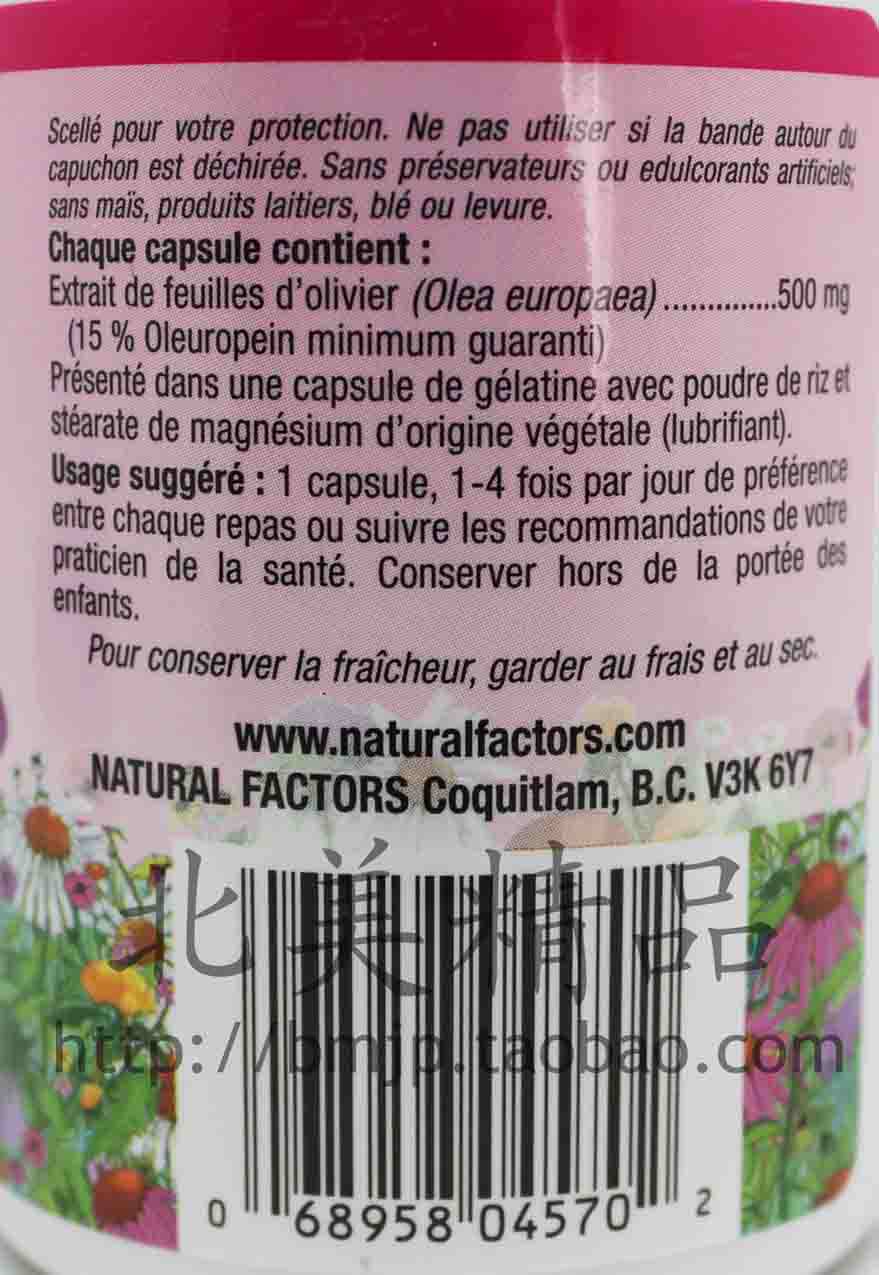 Scellé pour votre protection. Ne pas utiliser si la bande autour du
capuchon est déchirée. Sans préservateurs ou edulcorants artificiels;
sans maïs, produits laitiers, blé ou levure.
Chaque capsule contient :
Extrait de feuilles d'olivier (Olea europaea)..............500 mg
(15 % Oleuropein minimum guaranti)
Présenté dans une capsule de gélatine avec poudre de riz et
stéarate de magnésium d'origine végétale (lubrifiant).
Usage suggéré : 1 capsule, 1-4 fois par jour de préférence
entre chaque repas ou suivre les recommandations de votre
praticien de la santé. Conserver hors de la portée des
enfants.
Pour conserver la fraîcheur, garder au frais et au sec.
www.naturalfactors.com
NATURAL FACTORS Coquitlam, B.C. V3K 6Y7
北美精品
http://bmjp.taobao.com
0 68958 04570 2